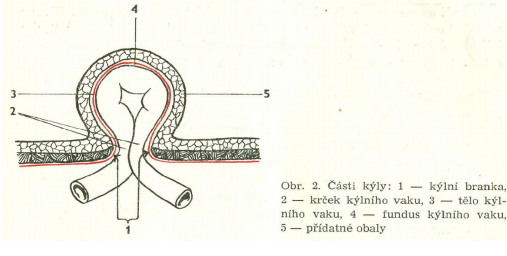 4
3
5
2
1
Obr. 2. Části kýly: 1 — kýlní branka,
2 — krček kýlního vaku, 3 — tělo kýl-
ního vaku, 4 — fundus kýlního vaku,
5 — přídatné obaly